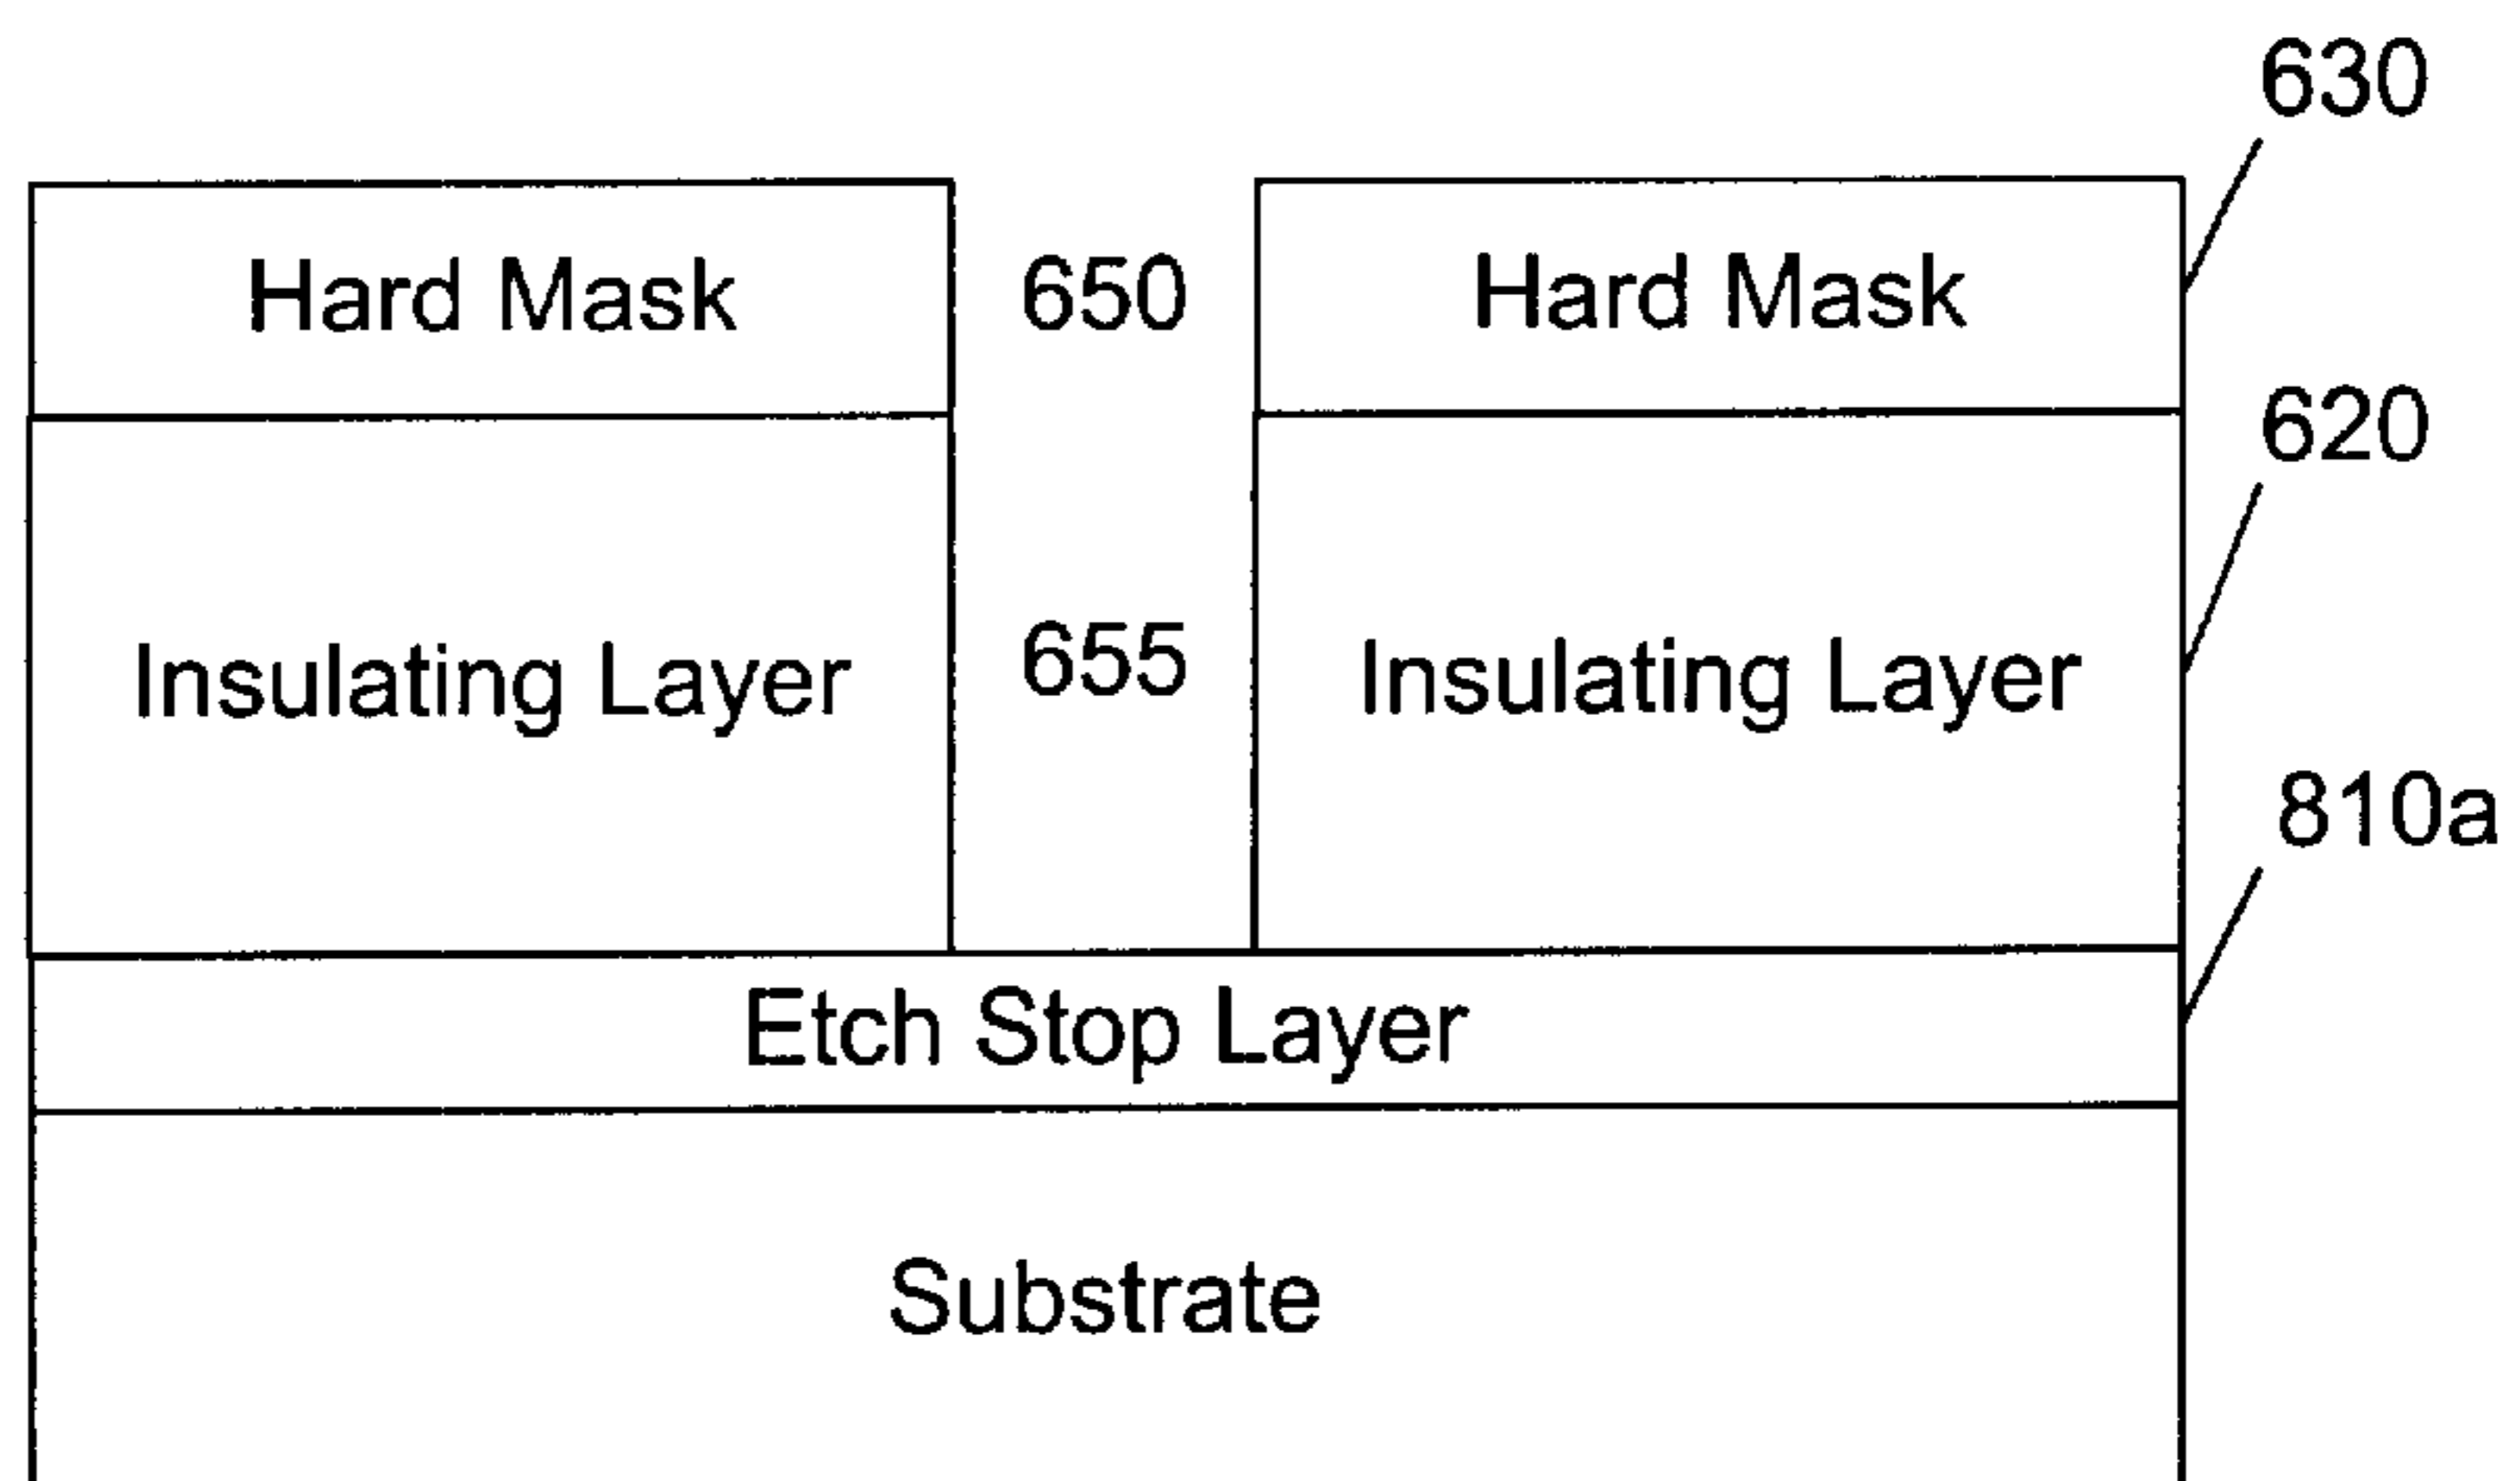 630
Hard Mask 650 Hard Mask
620
Insulating Layer 655 Insulating Layer
810a
Etch Stop Layer
Substrate